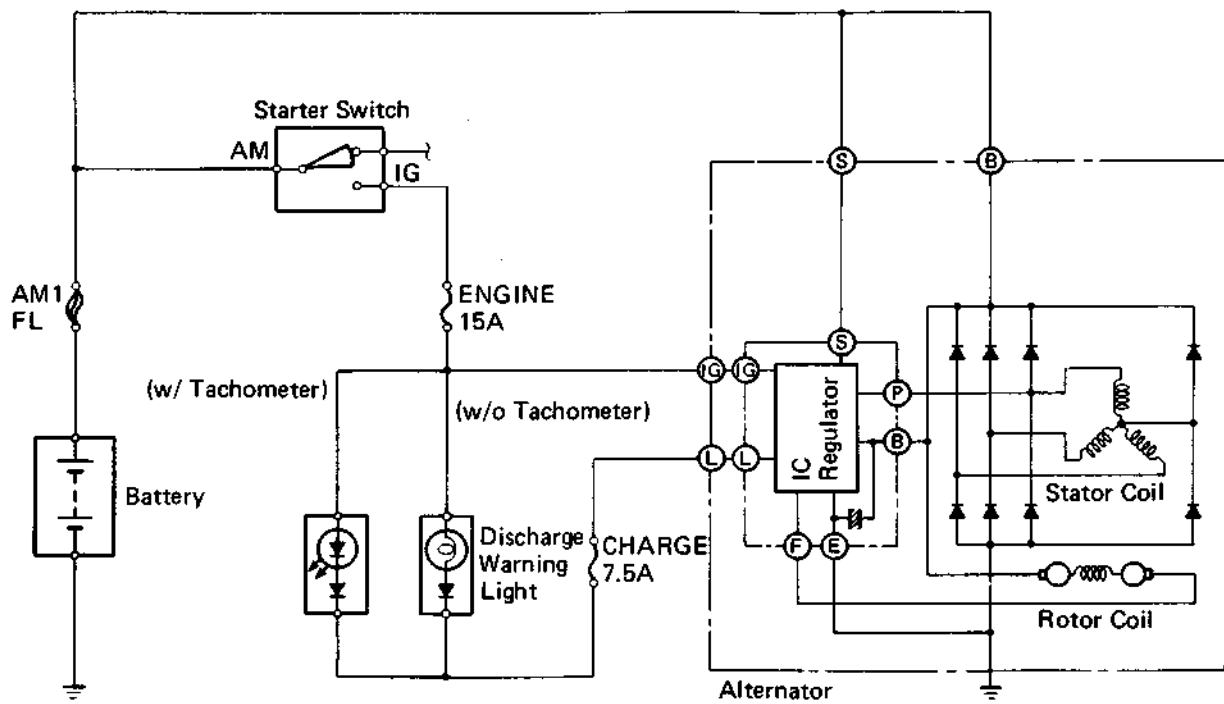 Starter Switch
AM
IG
S
B
AM1
FL
ENGINE
15A
(w/ Tachometer)
(w/o Tachometer)
S
IG
IG
P
IC
Regulator
B
L
L
Battery
Stator Coil
Discharge
Warning
Light
CHARGE
7.5A
F
E
Rotor Coil
Alternator